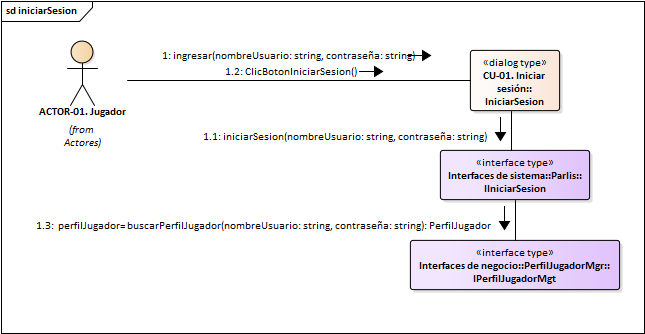 sd iniciarSesion
1: ingresar(nombreUsuario: string, contraseña: string)
1.2: ClicBotonIniciarSesion()
«dialog type»
CU-01. Iniciar
sesión::
IniciarSesion
ACTOR-01. Jugador
(from
Actores)
1.1: iniciarSesion(nombreUsuario: string, contraseña: string)
«interface type»
Interfaces de sistema::Parlis::
IIniciarSesion
1.3: perfilJugador= buscarPerfilJugador(nombreUsuario: string, contraseña: string): PerfilJugador
«interface type»
Interfaces de negocio::PerfilJugadorMgr::
IPerfilJugadorMgt